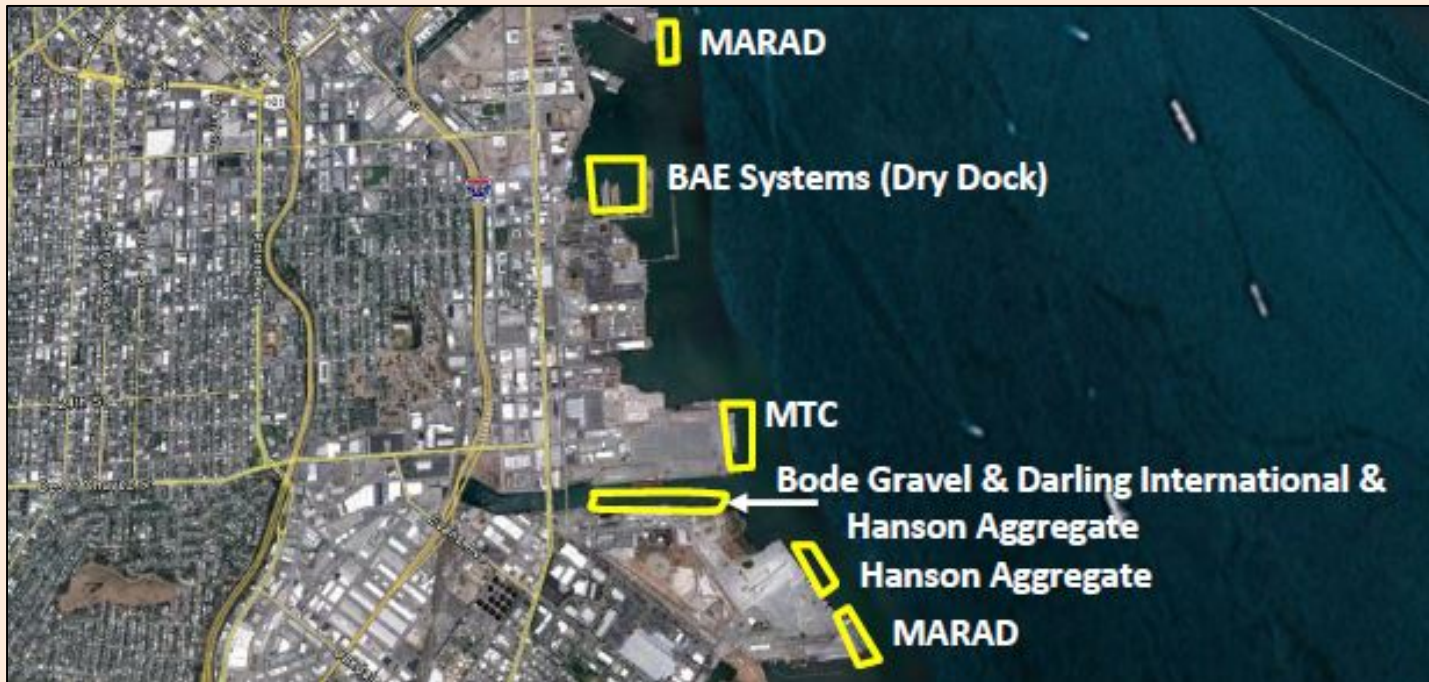 MARAD
BAE Systems (Dry Dock)
MTC
Bode Gravel & Darling International &
Hanson Aggregate
Hanson Aggregate
MARAD